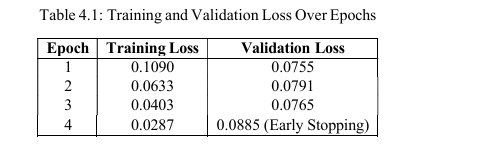 Table 4.1: Training and Validation Loss Over Epochs
Epoch Training Loss Validation Loss
1 0.1090 0.0755
2 0.0633 0.0791
3 0.0403 0.0765
4 0.0287 0.0885 (Early Stopping)